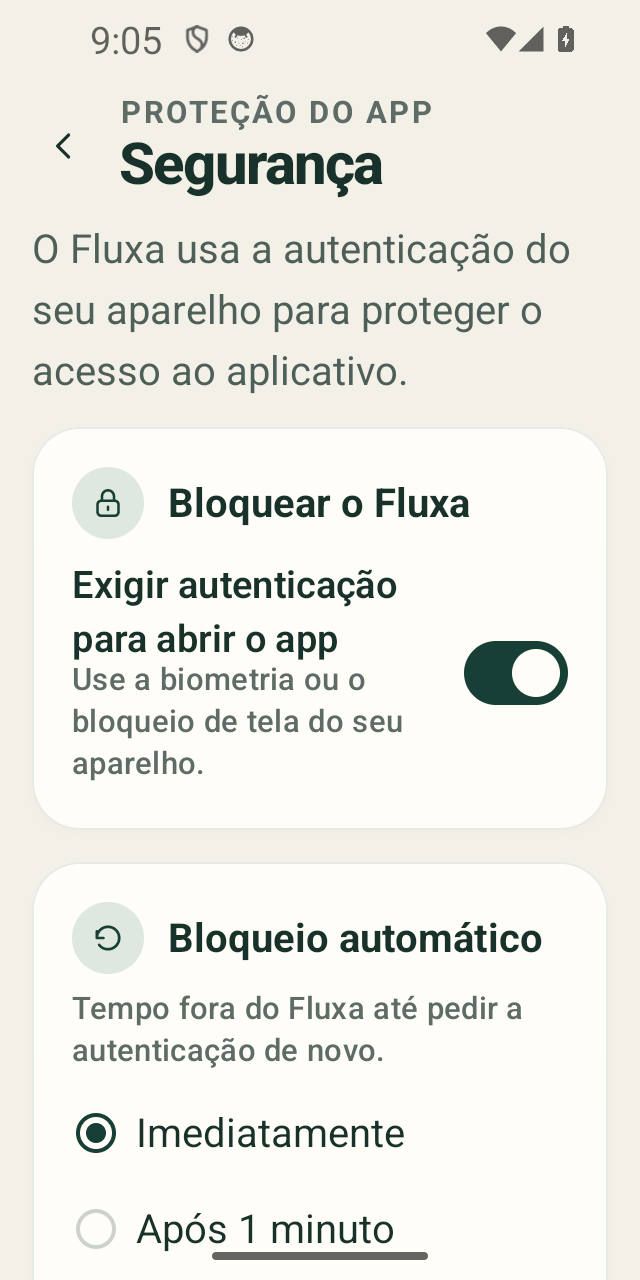 9:05
PROTEÇÃO DO APP
Segurança
O Fluxa usa a autenticação do
seu aparelho para proteger o
acesso ao aplicativo.
Bloquear o Fluxa
Exigir autenticação
para abrir o app
Use a biometria ou o
bloqueio de tela do seu
aparelho.
Bloqueio automático
Tempo fora do Fluxa até pedir a
autenticação de novo.
Imediatamente
Após 1 minuto